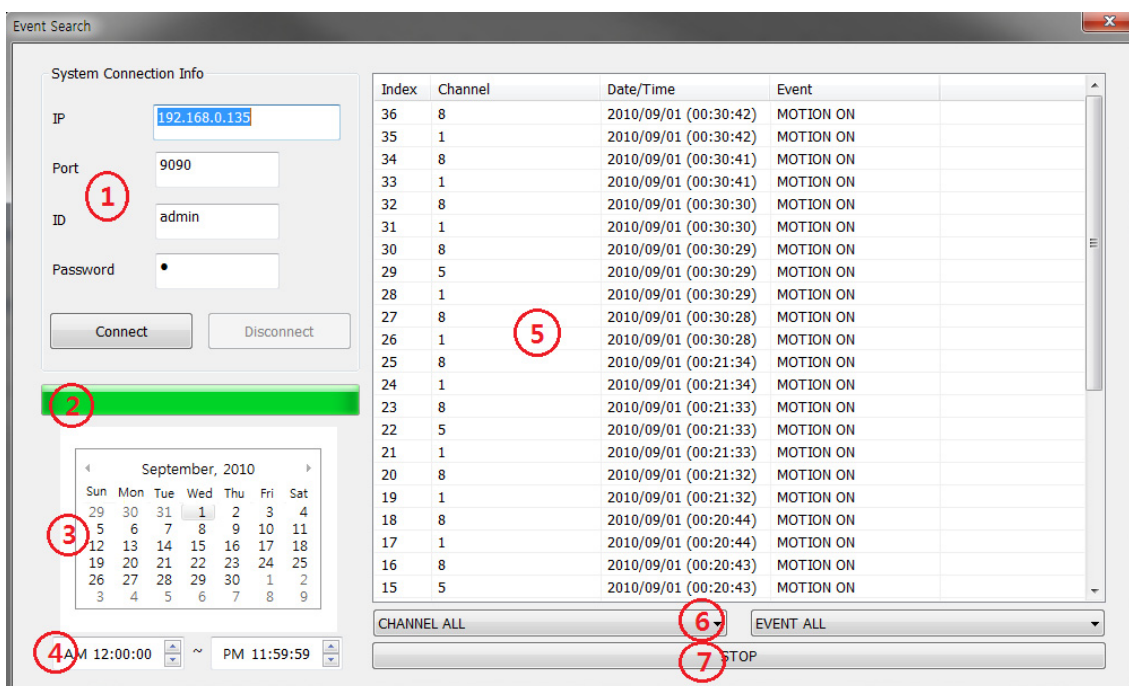 Event Search
System Connection Info
IP 192.168.0.135
Port 9090
1
ID admin
Password ●
Connect Disconnect
2
September, 2010
Sun Mon Tue Wed Thu Fri Sat
29 30 31 1 2 3 4
5 6 7 8 9 10 11
3
12 13 14 15 16 17 18
19 20 21 22 23 24 25
26 27 28 29 30 1 2
3 4 5 6 7 8 9
4
AM 12:00:00 ~ PM 11:59:59
Index Channel Date/Time Event
36 8 2010/09/01 (00:30:42) MOTION ON
35 1 2010/09/01 (00:30:42) MOTION ON
34 8 2010/09/01 (00:30:41) MOTION ON
33 1 2010/09/01 (00:30:41) MOTION ON
32 8 2010/09/01 (00:30:30) MOTION ON
31 1 2010/09/01 (00:30:30) MOTION ON
30 8 2010/09/01 (00:30:29) MOTION ON
29 5 2010/09/01 (00:30:29) MOTION ON
28 1 2010/09/01 (00:30:29) MOTION ON
27 8 2010/09/01 (00:30:28) MOTION ON
26 1 2010/09/01 (00:30:28) MOTION ON
5
25 8 2010/09/01 (00:21:34) MOTION ON
24 1 2010/09/01 (00:21:34) MOTION ON
23 8 2010/09/01 (00:21:33) MOTION ON
22 5 2010/09/01 (00:21:33) MOTION ON
21 1 2010/09/01 (00:21:33) MOTION ON
20 8 2010/09/01 (00:21:32) MOTION ON
19 1 2010/09/01 (00:21:32) MOTION ON
18 8 2010/09/01 (00:20:44) MOTION ON
17 1 2010/09/01 (00:20:44) MOTION ON
16 8 2010/09/01 (00:20:43) MOTION ON
15 5 2010/09/01 (00:20:43) MOTION ON
CHANNEL ALL 6 EVENT ALL
7 STOP